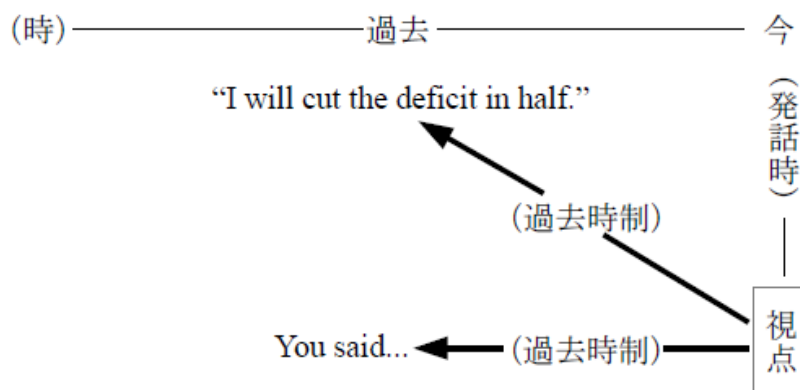 (時) 過去 今
“I will cut the deficit in half.”
(発話時)
(過去時制)
You said... (過去時制)
視点